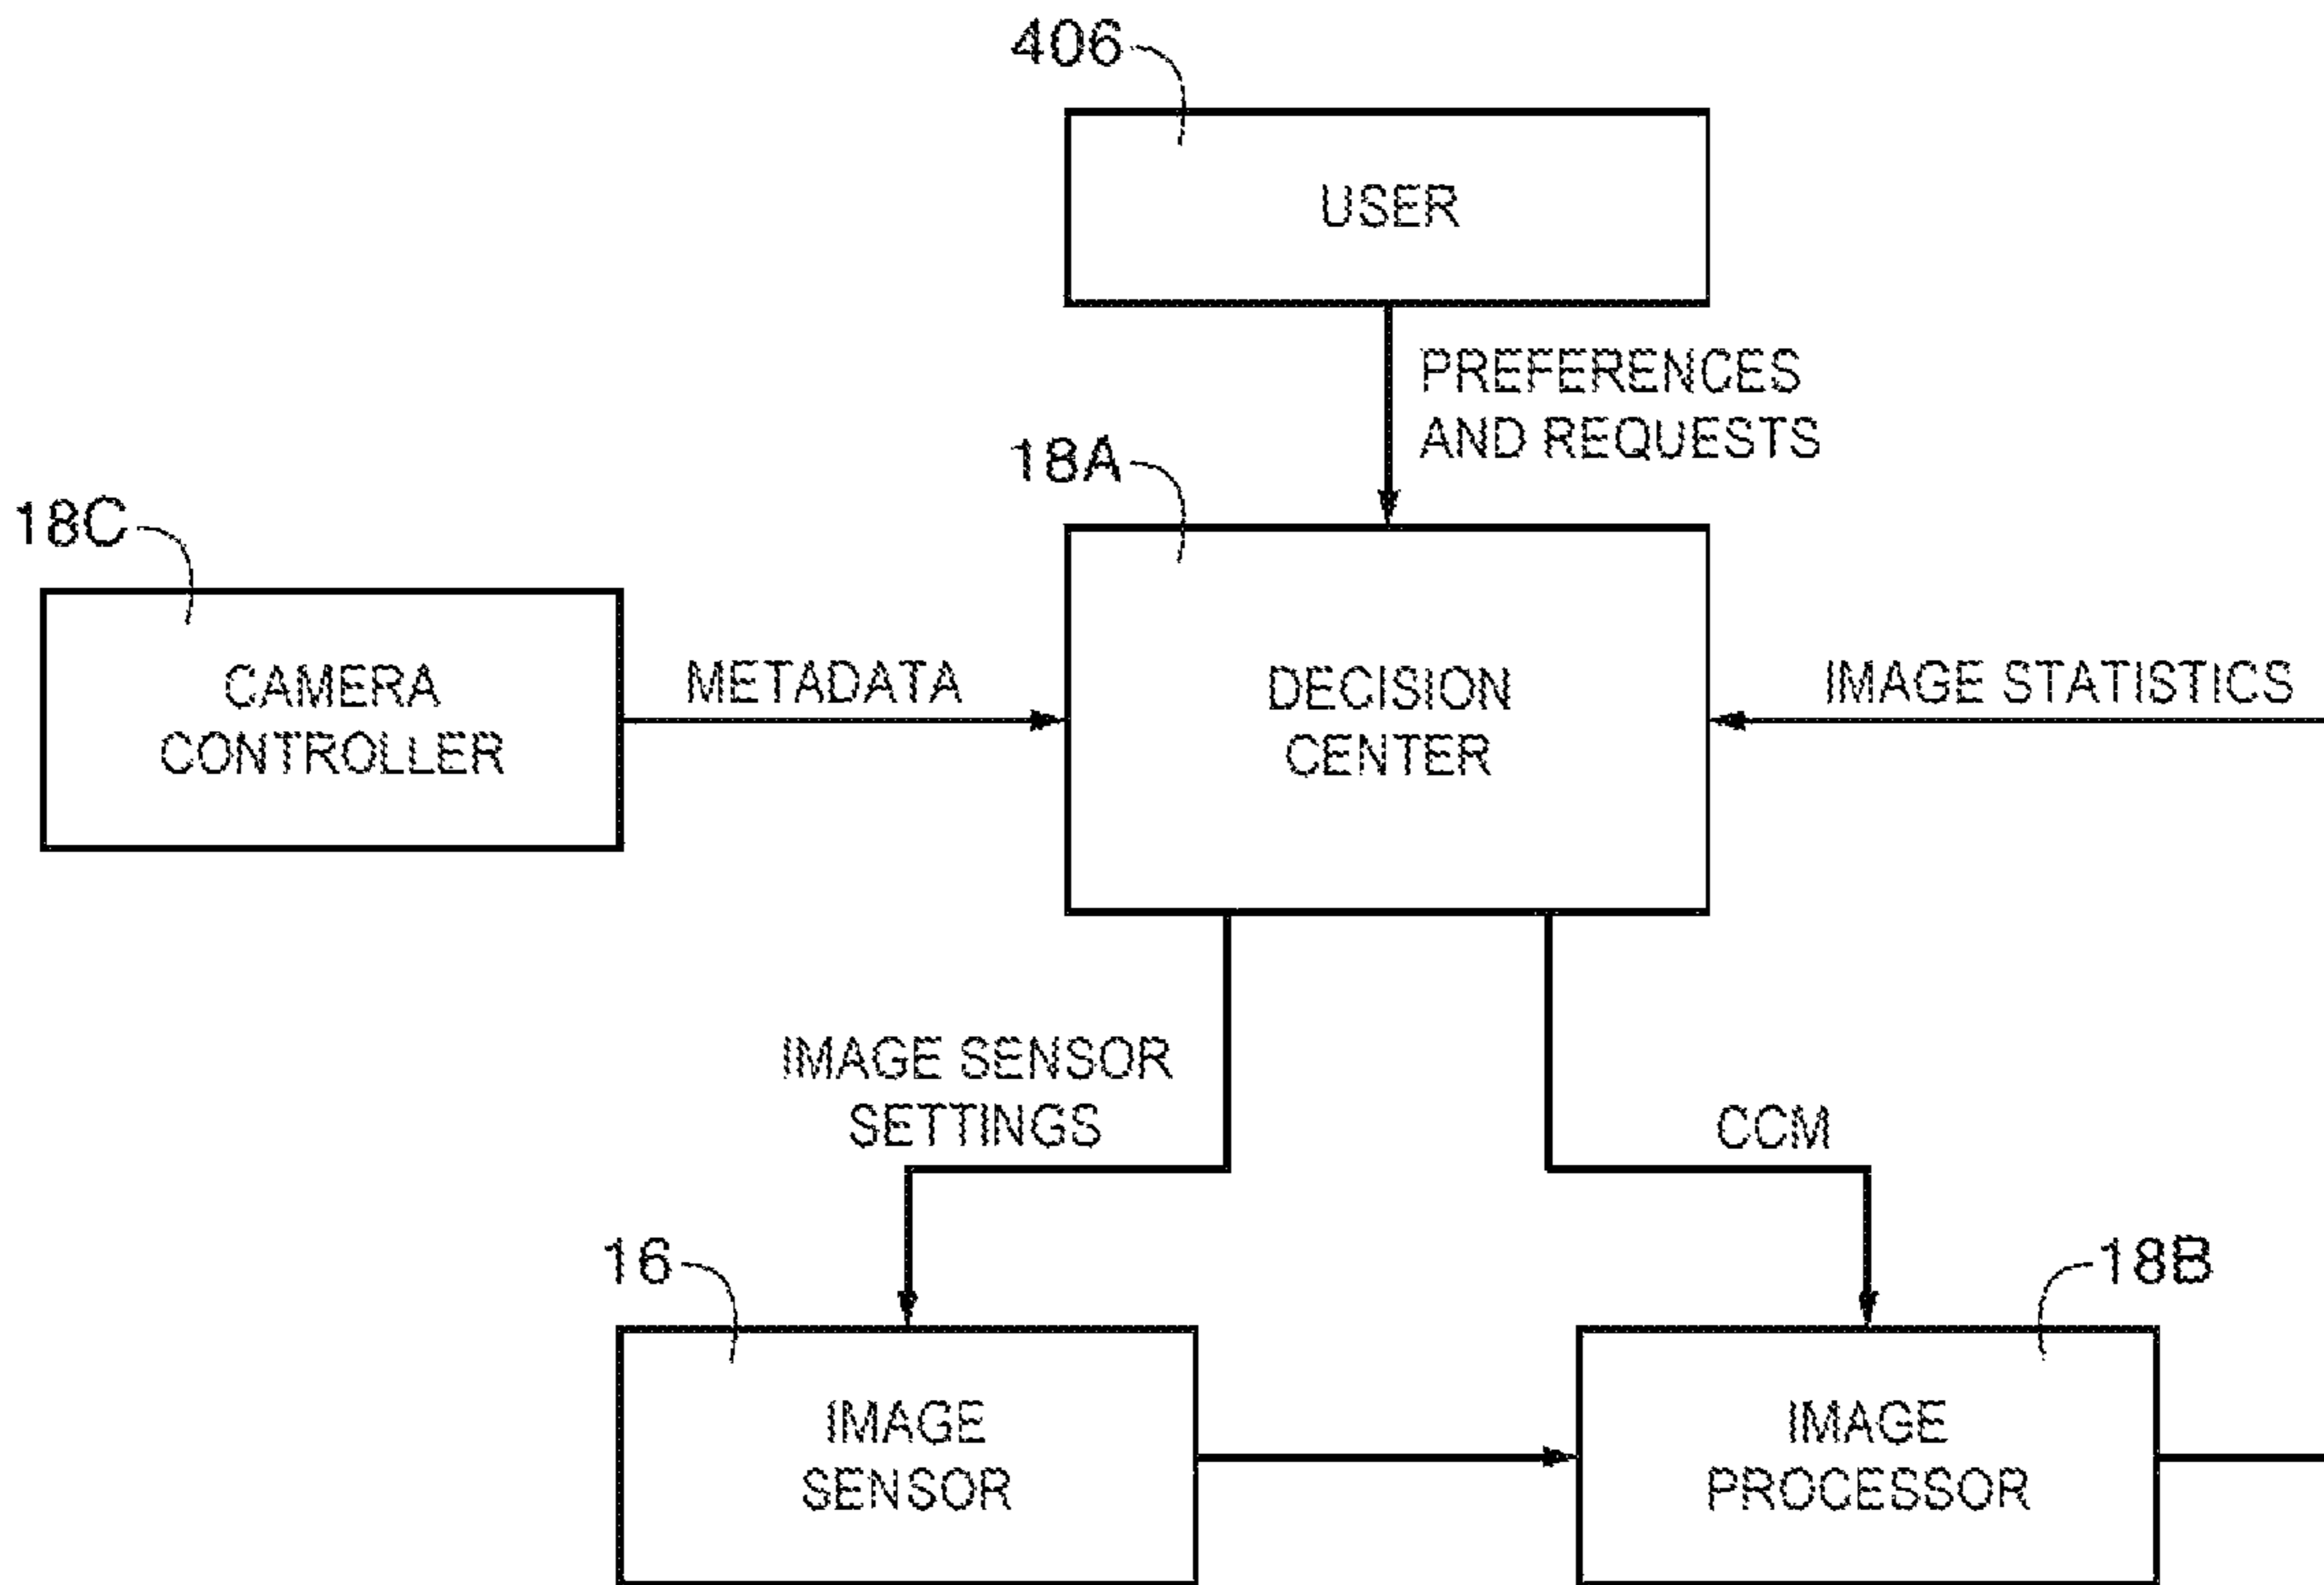 406
USER
PREFERENCES
AND REQUESTS
18A
18C
CAMERA
CONTROLLER
METADATA
DECISION
CENTER
IMAGE STATISTICS
IMAGE SENSOR
SETTINGS
CCM
16
18B
IMAGE
SENSOR
IMAGE
PROCESSOR